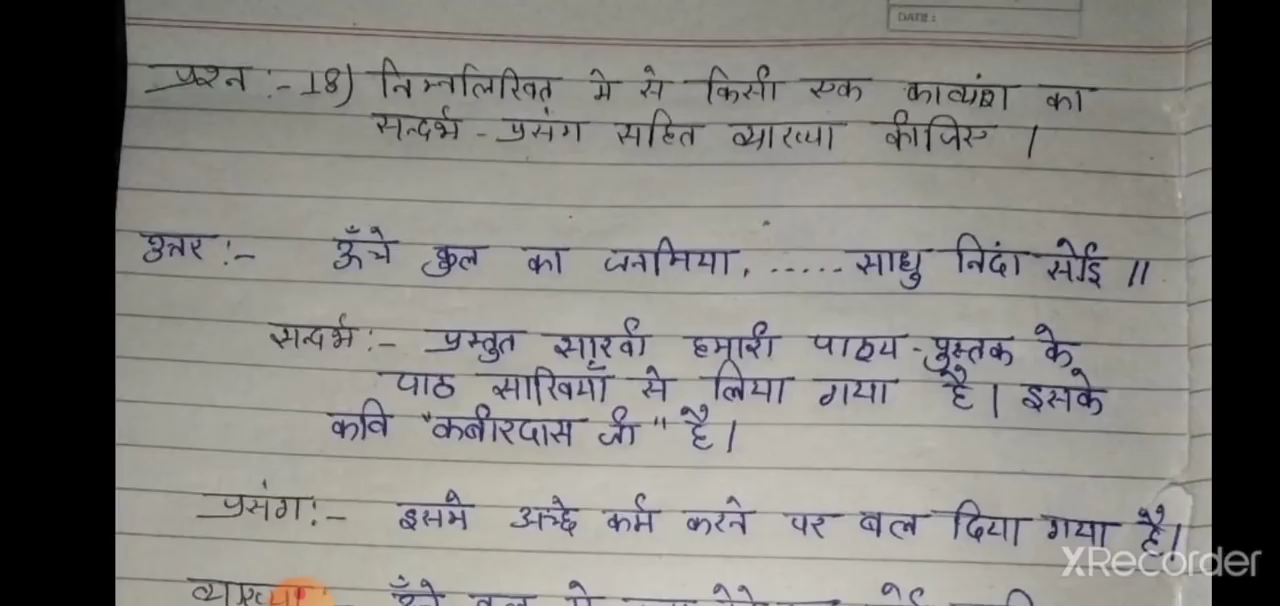 DATE :
प्रश्न :- 18) निम्नलिखित मे से किसी एक काव्यांश का
सन्दर्भ - प्रसंग सहित व्याख्या कीजिए ।
उत्तर :- ऊँचे कुल का जनमिया, ..... साधु निदां सोई ॥
सन्दर्भ :- प्रस्तुत साखी हमारी पाठ्य - पुस्तक के
पाठ साखियाँ से लिया गया है । इसके
कवि "कबीरदास जी" है ।
प्रसंग :- इसमे अच्छे कर्म करने पर बल दिया गया है ।
XRecorder
व्याख्या ऊँचे कुल मे